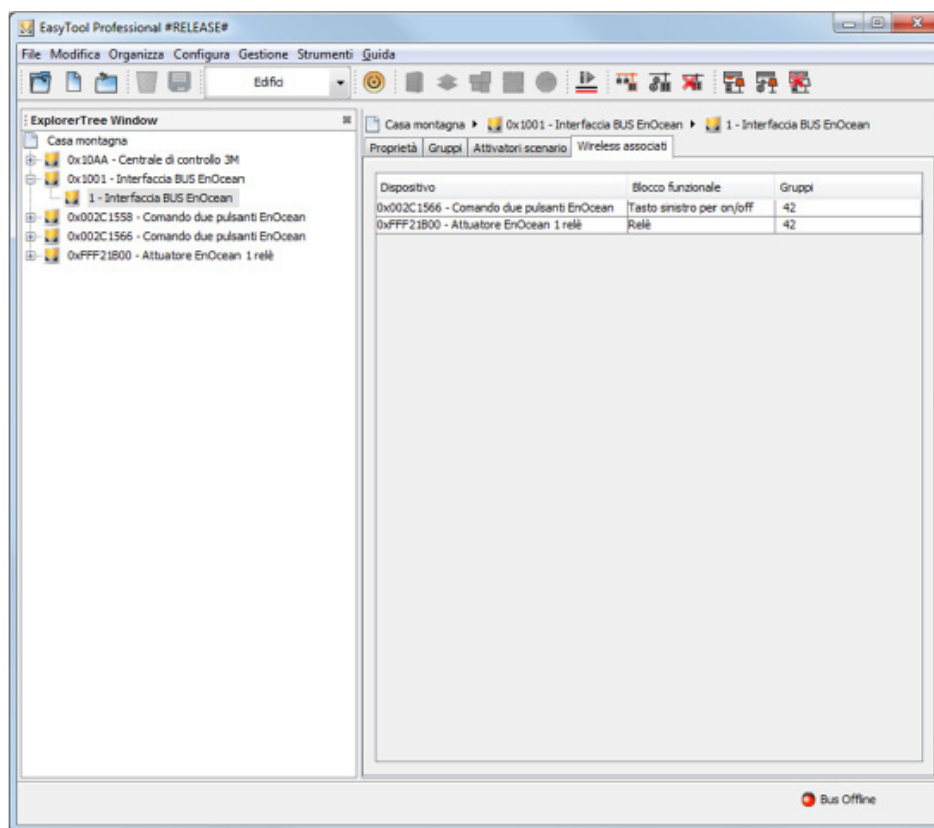 EasyTool Professional #RELEASE#
File Modifica Organizza Configura Gestione Strumenti Guida
Edifici
ExplorerTree Window
Casa montagna
0x10AA - Centrale di controllo 3M
0x1001 - Interfaccia BUS EnOcean
1 - Interfaccia BUS EnOcean
0x002C1558 - Comando due pulsanti EnOcean
0x002C1566 - Comando due pulsanti EnOcean
0xFFF21B00 - Attuatore EnOcean 1 relè
Casa montagna 0x1001 - Interfaccia BUS EnOcean 1 - Interfaccia BUS EnOcean
Proprietà Gruppi Attivatori scenario Wireless associati
Dispositivo Blocco funzionale Gruppi
0x002C1566 - Comando due pulsanti EnOcean Tasto sinistro per on/off 42
0xFFF21B00 - Attuatore EnOcean 1 relè Relè 42
Bus Offline